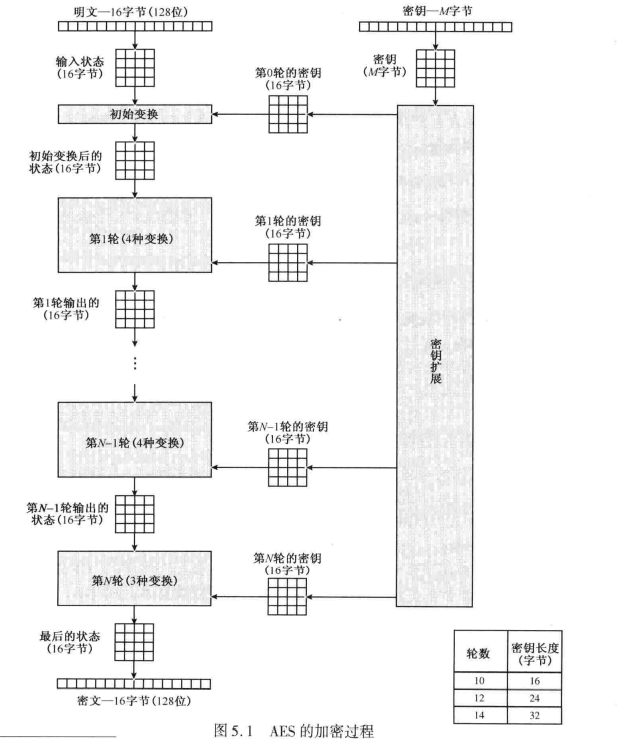 明文—16字节(128位)
密钥—M字节
输入状态
(16字节)
密钥
(M字节)
第0轮的密钥
(16字节)
初始变换
初始变换后的
状态(16字节)
第1轮(4种变换)
第1轮的密钥
(16字节)
第1轮输出的
(16字节)
⋮
密钥扩展
第N-1轮(4种变换)
第N-1轮的密钥
(16字节)
第N-1轮输出的
状态(16字节)
第N轮(3种变换)
第N轮的密钥
(16字节)
最后的状态
(16字节)
密文—16字节(128位)
轮数 密钥长度
(字节)
10 16
12 24
14 32
图5.1 AES的加密过程